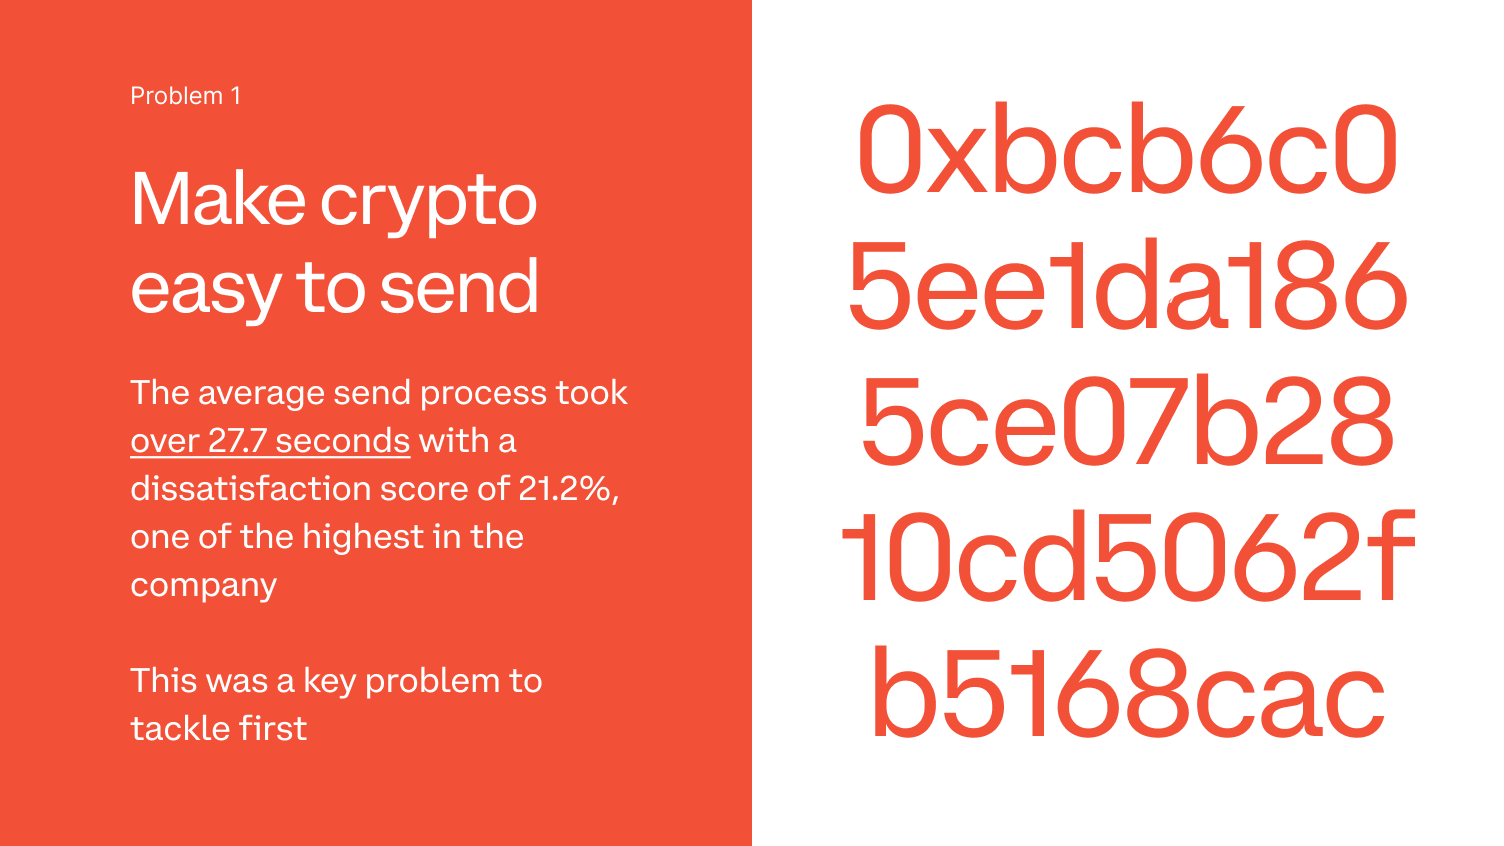 Problem 1
Make crypto
easy to send
The average send process took
over 27.7 seconds with a
dissatisfaction score of 21.2%,
one of the highest in the
company
This was a key problem to
tackle first
0xbcb6c0
5ee1da186
5ce07b28
10cd5062f
b5168cac